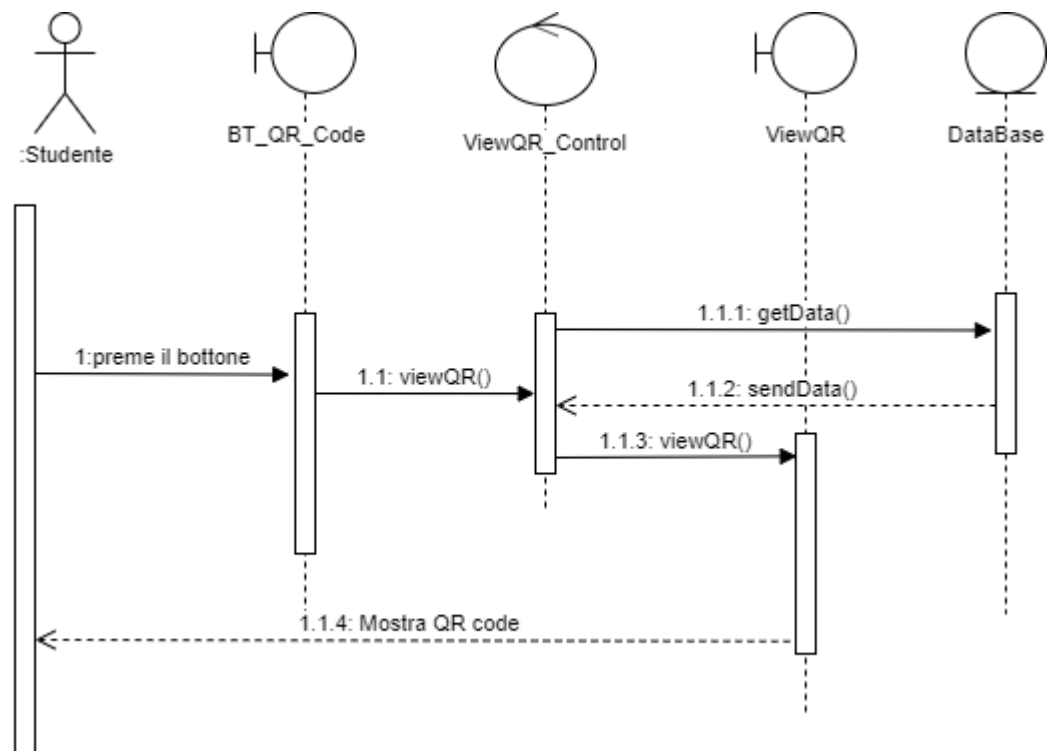 :Studente
BT_QR_Code
ViewQR_Control
ViewQR
DataBase
1.1.1: getData()
1:preme il bottone
1.1: viewQR()
1.1.2: sendData()
1.1.3: viewQR()
1.1.4: Mostra QR code